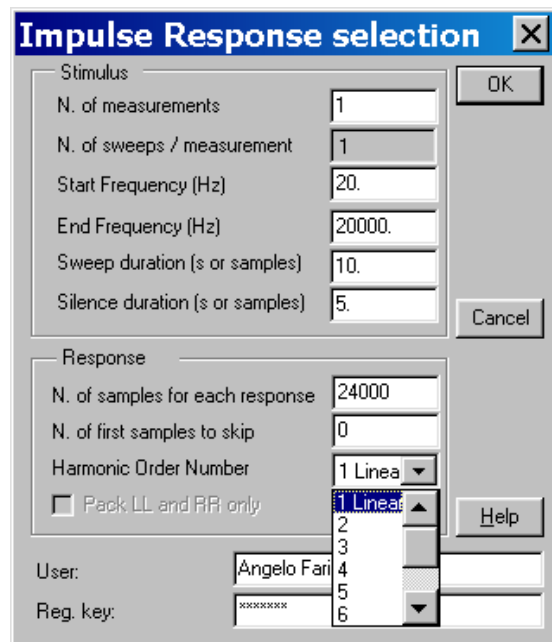 Impulse Response selection
Stimulus
OK
N. of measurements 1
N. of sweeps / measurement 1
Start Frequency (Hz) 20.
End Frequency (Hz) 20000.
Sweep duration (s or samples) 10.
Silence duration (s or samples) 5.
Cancel
Response
N. of samples for each response 24000
N. of first samples to skip 0
Harmonic Order Number 1 Linea
Pack LL and RR only
1 Linear
2
3
4
5
6
Help
User: Angelo Fari
Reg. key: *******